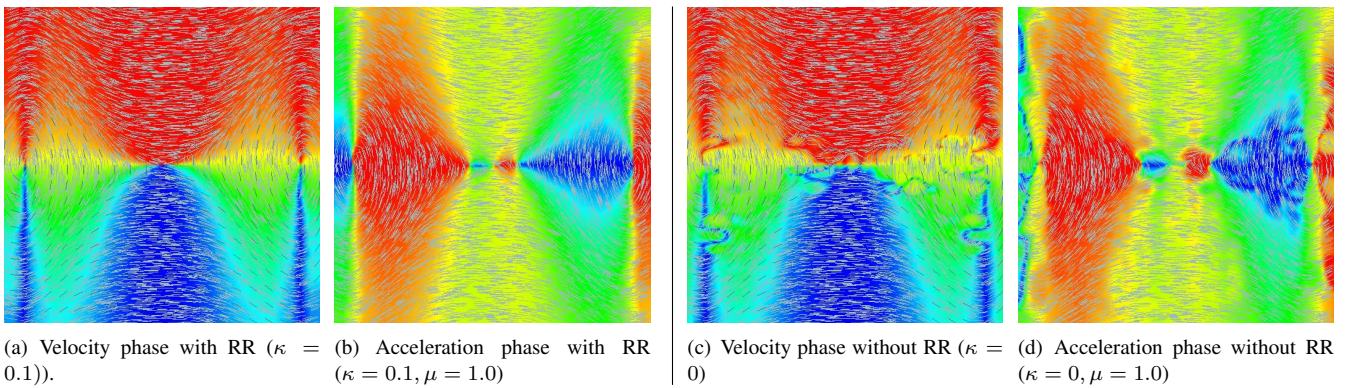 (a) Velocity phase with RR (κ =
0.1)).
(b) Acceleration phase with RR
(κ = 0.1, μ = 1.0)
(c) Velocity phase without RR (κ =
0)
(d) Acceleration phase without RR
(κ = 0, μ = 1.0)